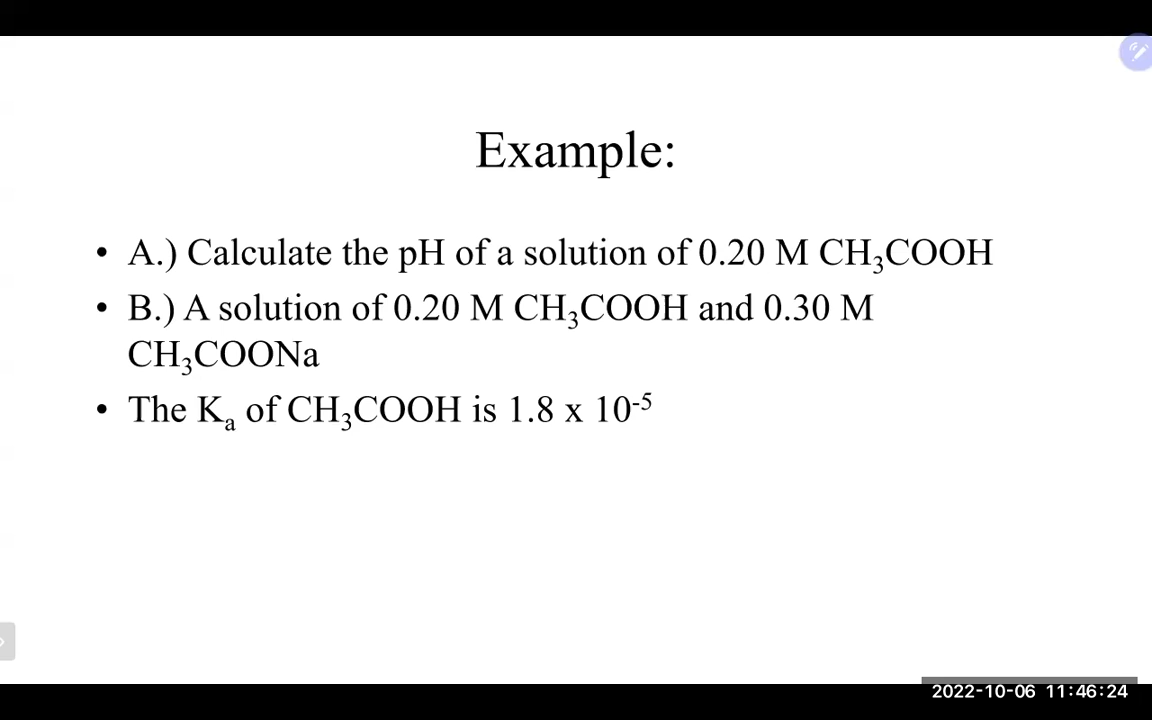 Example:
• A.) Calculate the pH of a solution of 0.20 M CH₃COOH
• B.) A solution of 0.20 M CH₃COOH and 0.30 M
CH₃COONa
• The Kₐ of CH₃COOH is 1.8 x 10⁻⁵
2022-10-06 11:46:24